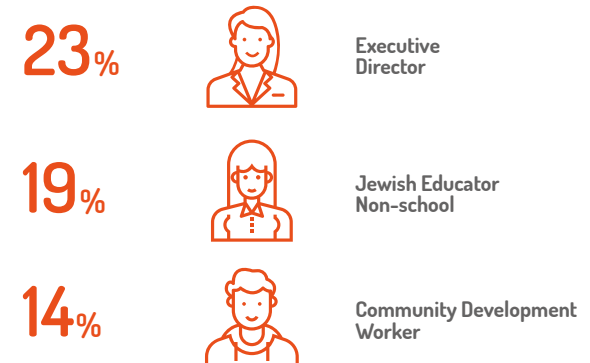 23%
Executive
Director
19%
Jewish Educator
Non-school
14%
Community Development
Worker